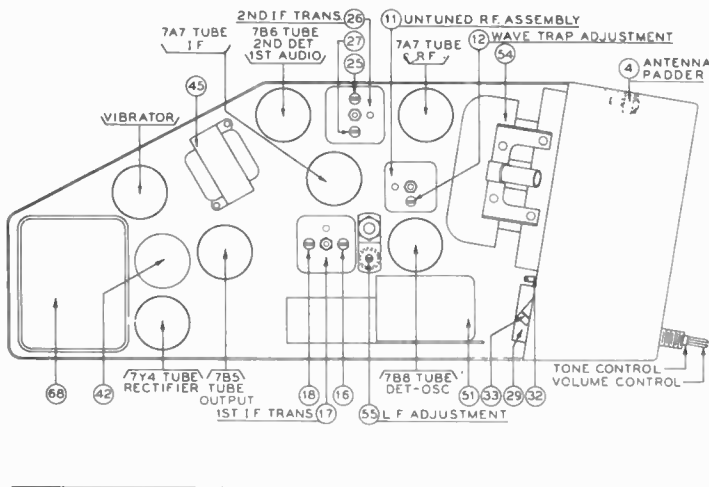 2ND IF TRANS. 26
11 UNTUNED R.F. ASSEMBLY
12 WAVE TRAP ADJUSTMENT
7A7 TUBE
I F
7B6 TUBE
2ND DET
1ST AUDIO
27
25
7A7 TUBE
R F
54
4 ANTENNA
PADDER
45
VIBRATOR
68
42
7Y4 TUBE
RECTIFIER
7B5
TUBE
OUTPUT
18
16
1ST IF TRANS 17
55 L F ADJUSTMENT
7B8 TUBE
DET-OSC
51
33
29
32
TONE CONTROL
VOLUME CONTROL